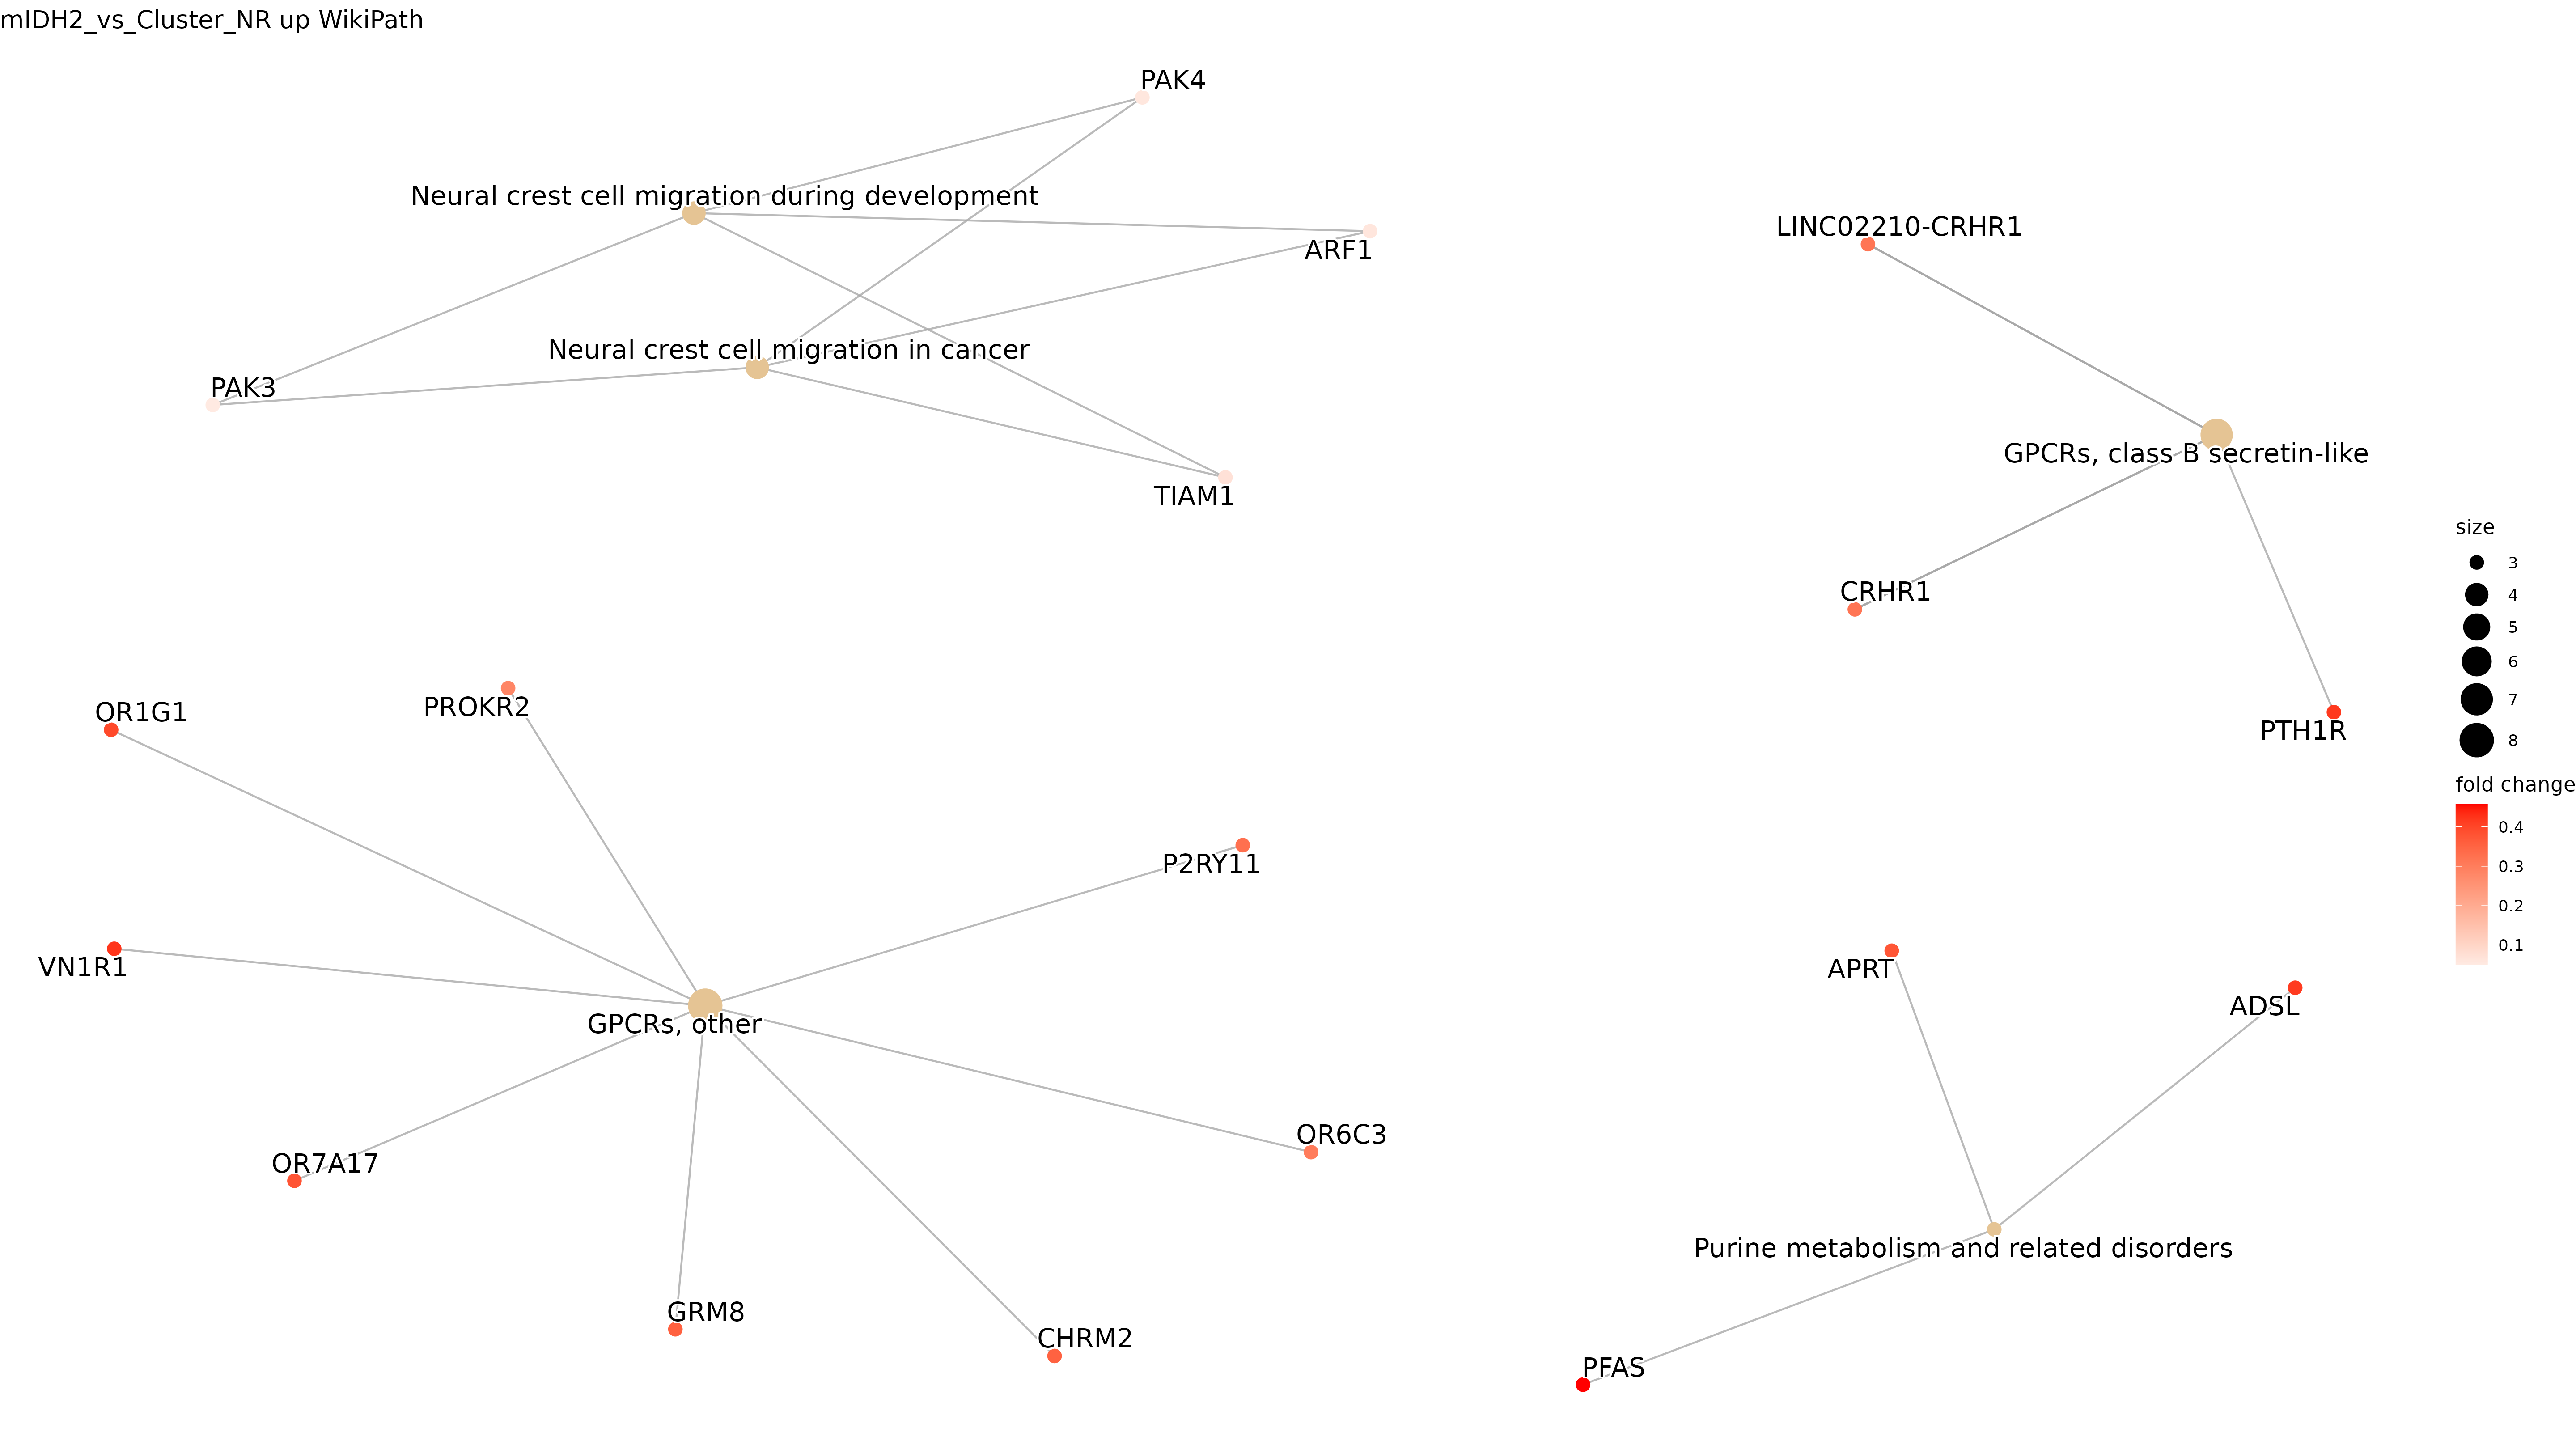 mIDH2_vs_Cluster_NR up WikiPath
PAK4
Neural crest cell migration during development
LINC02210-CRHR1
ARF1
Neural crest cell migration in cancer
PAK3
GPCRs, class B secretin-like
TIAM1
size
3
CRHR1
4
5
6
7
8
PROKR2
OR1G1
PTH1R
fold change
0.4
0.3
0.2
0.1
P2RY11
VN1R1
APRT
ADSL
GPCRs, other
OR6C3
OR7A17
Purine metabolism and related disorders
GRM8
CHRM2
PFAS